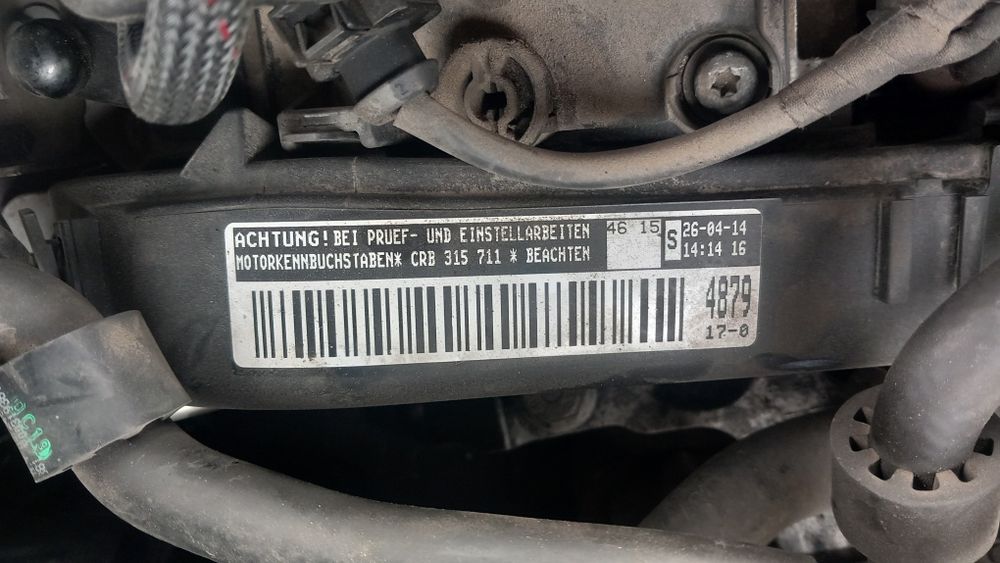 ACHTUNG! BEI PRUEF- UND EINSTELLARBEITEN
MOTORKENNBUCHSTABEN* CRB 315 711 * BEACHTEN
46 15
S
26-04-14
14:14 16
4879
17-0